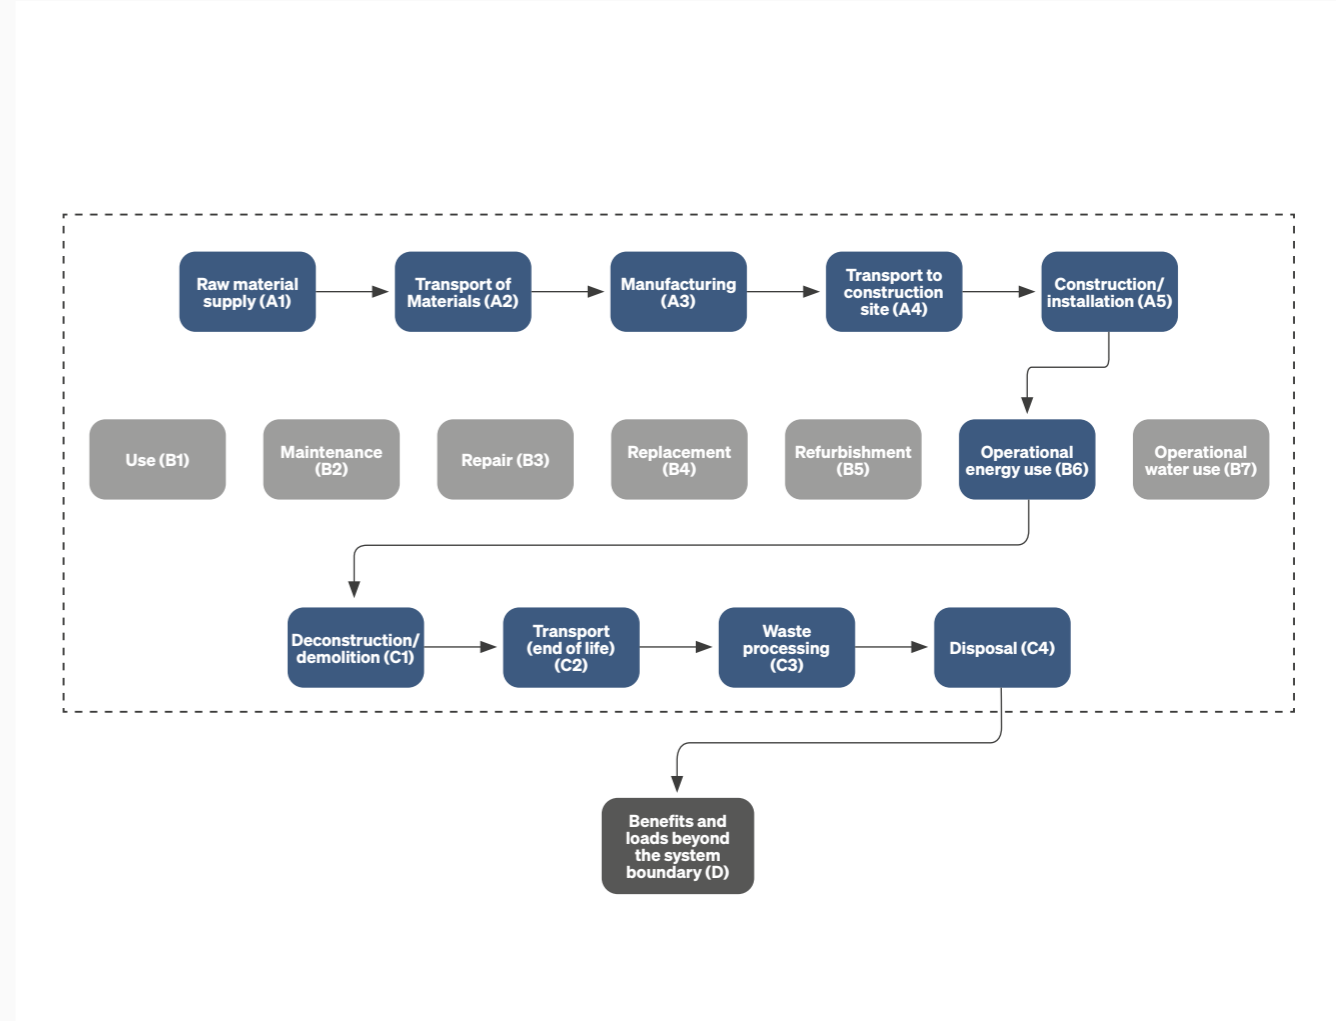 Raw material
supply (A1)
Transport of
Materials (A2)
Manufacturing
(A3)
Transport to
construction
site (A4)
Construction/
installation (A5)
Use (B1)
Maintenance
(B2)
Repair (B3)
Replacement
(B4)
Refurbishment
(B5)
Operational
energy use (B6)
Operational
water use (B7)
Deconstruction/
demolition (C1)
Transport
(end of life)
(C2)
Waste
processing
(C3)
Disposal (C4)
Benefits and
loads beyond
the system
boundary (D)